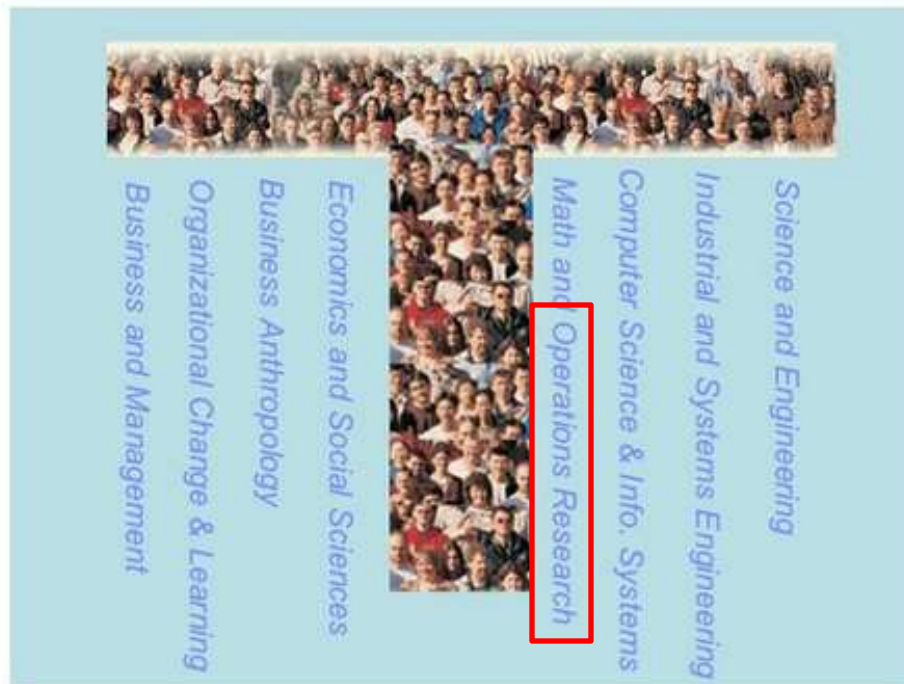 Business and Management
Organizational Change & Learning
Business Anthropology
Economics and Social Sciences
Math and Operations Research
Computer Science & Info. Systems
Industrial and Systems Engineering
Science and Engineering